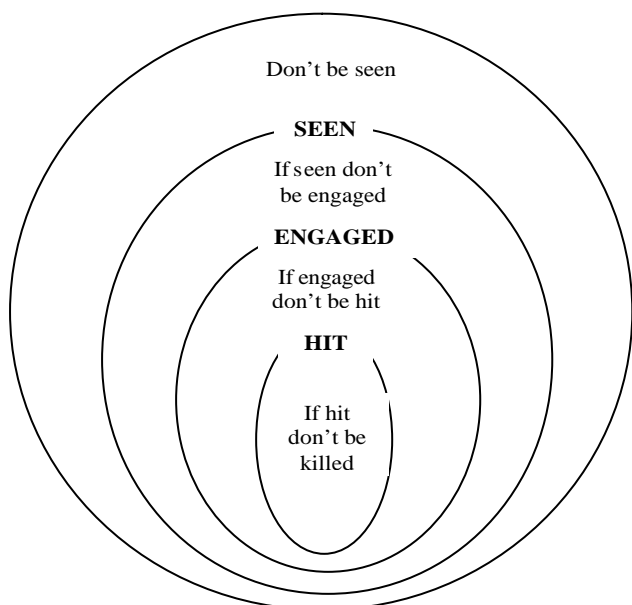 Don't be seen
SEEN
If seen don't
be engaged
ENGAGED
If engaged
don't be hit
HIT
If hit
don't be
killed